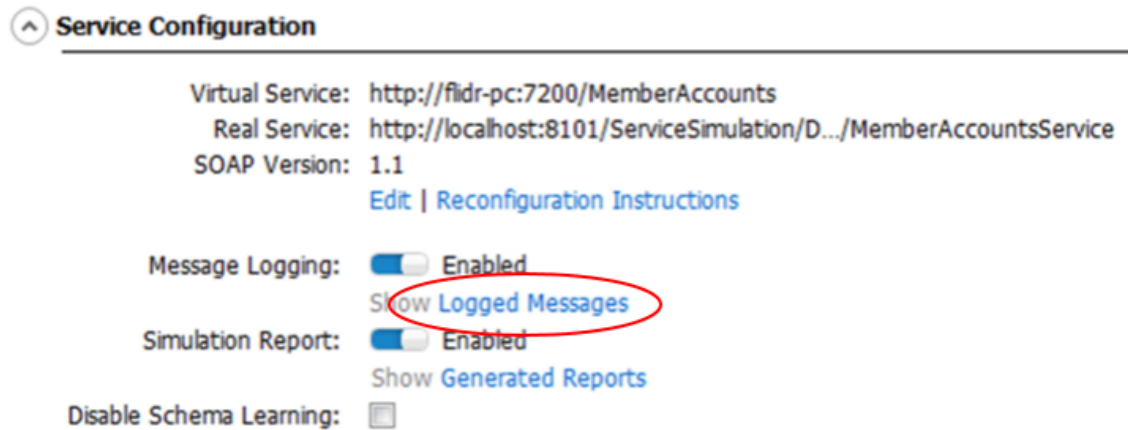 Service Configuration
Virtual Service: http://flidr-pc:7200/MemberAccounts
Real Service: http://localhost:8101/ServiceSimulation/D.../MemberAccountsService
SOAP Version: 1.1
Edit | Reconfiguration Instructions
Message Logging: Enabled
Show Logged Messages
Simulation Report: Enabled
Show Generated Reports
Disable Schema Learning: